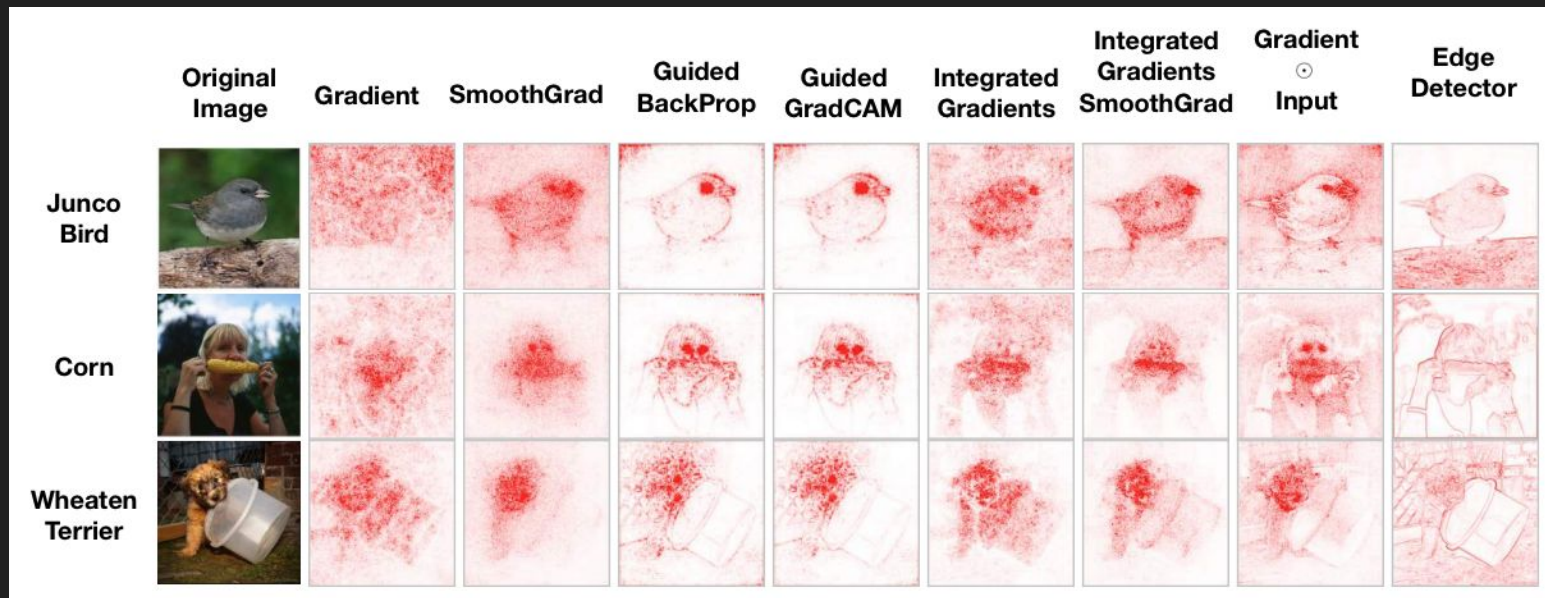 Original
Image
Gradient
SmoothGrad
Guided
BackProp
Guided
GradCAM
Integrated
Gradients
Integrated
Gradients
SmoothGrad
Gradient
⊙
Input
Edge
Detector
Junco
Bird
Corn
Wheaten
Terrier